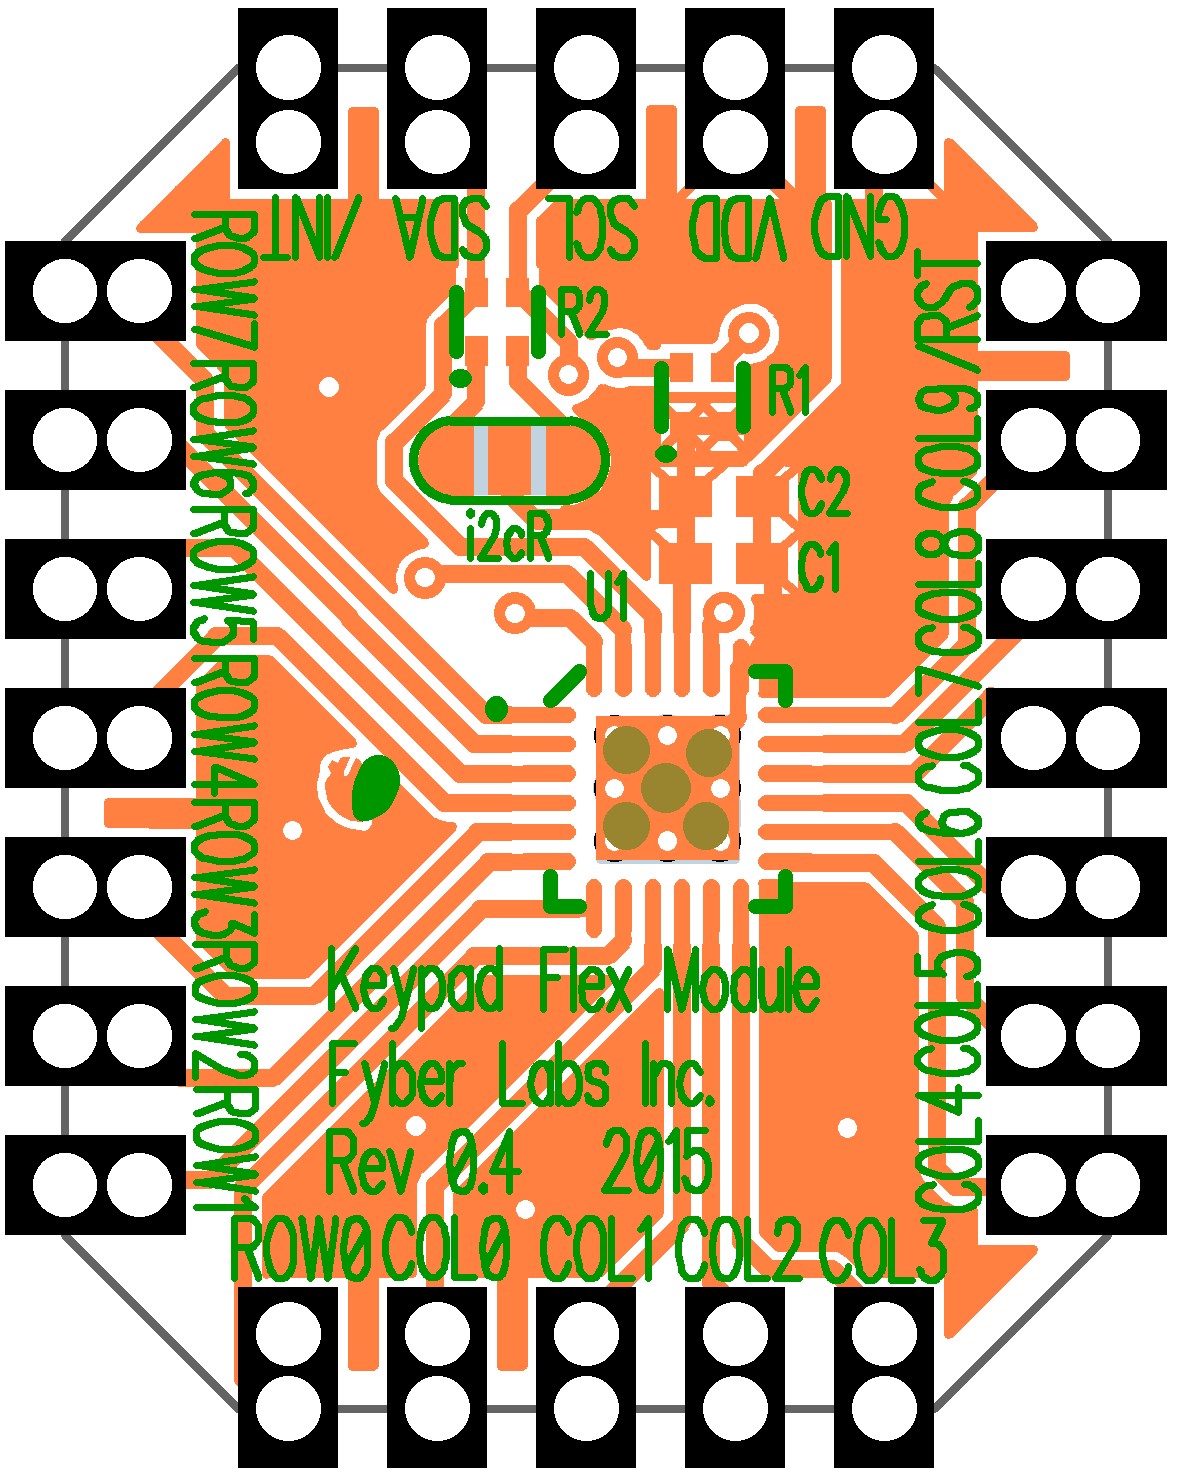 /INT SDA SCL VDD GND
ROW7 ROW6 ROW5 ROW4 ROW3 ROW2 ROW1
R2
R1
i2cR
C2
C1
U1
COL4 COL5 COL6 COL7 COL8 COL9 /RST
Keypad Flex Module
Fyber Labs Inc.
Rev 0.4 2015
ROW0 COL0 COL1 COL2 COL3